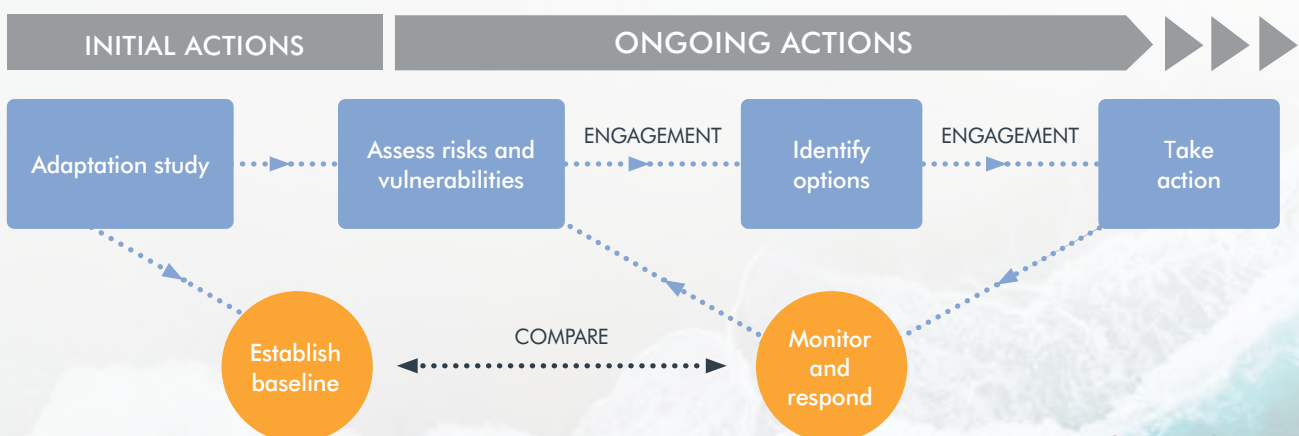 INITIAL ACTIONS
ONGOING ACTIONS
Adaptation study
Assess risks and
vulnerabilities
ENGAGEMENT
Identify
options
ENGAGEMENT
Take
action
Establish
baseline
COMPARE
Monitor
and
respond